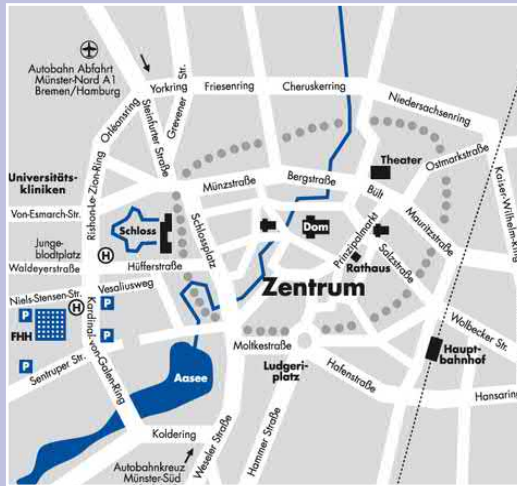 Autobahn Abfahrt
Münster-Nord A1
Bremen/Hamburg
Yorkring
Friesenring
Cheruskerring
Niedersachsenring
Orléansring
Steinfurter Straße
Grevener Str.
Theater
Ostmarkstraße
Universitäts-
kliniken
Rishon-Le-Zion-Ring
Münzstraße
Bergstraße
Bült
Kaiser-Wilhelm-Ring
Von-Esmarch-Str.
Schloss
Schlossplatz
Dom
Prinzipalmarkt
Mauritzstraße
Junge-
blodtplatz
H
Waldeyerstraße
Hüfferstraße
Rathaus
Salzstraße
Niels-Stensen-Str.
Vesaliusweg
Zentrum
H
P
P
FHH
Kardinal-von-Galen-Ring
P
P
Sentruper Str.
Wolbecker Str.
Moltkestraße
Haupt-
bahnhof
Aasee
Ludgeri-
platz
Hafenstraße
Hansaring
Koldering
Weseler Straße
Hammer Straße
Autobahnkreuz
Münster-Süd